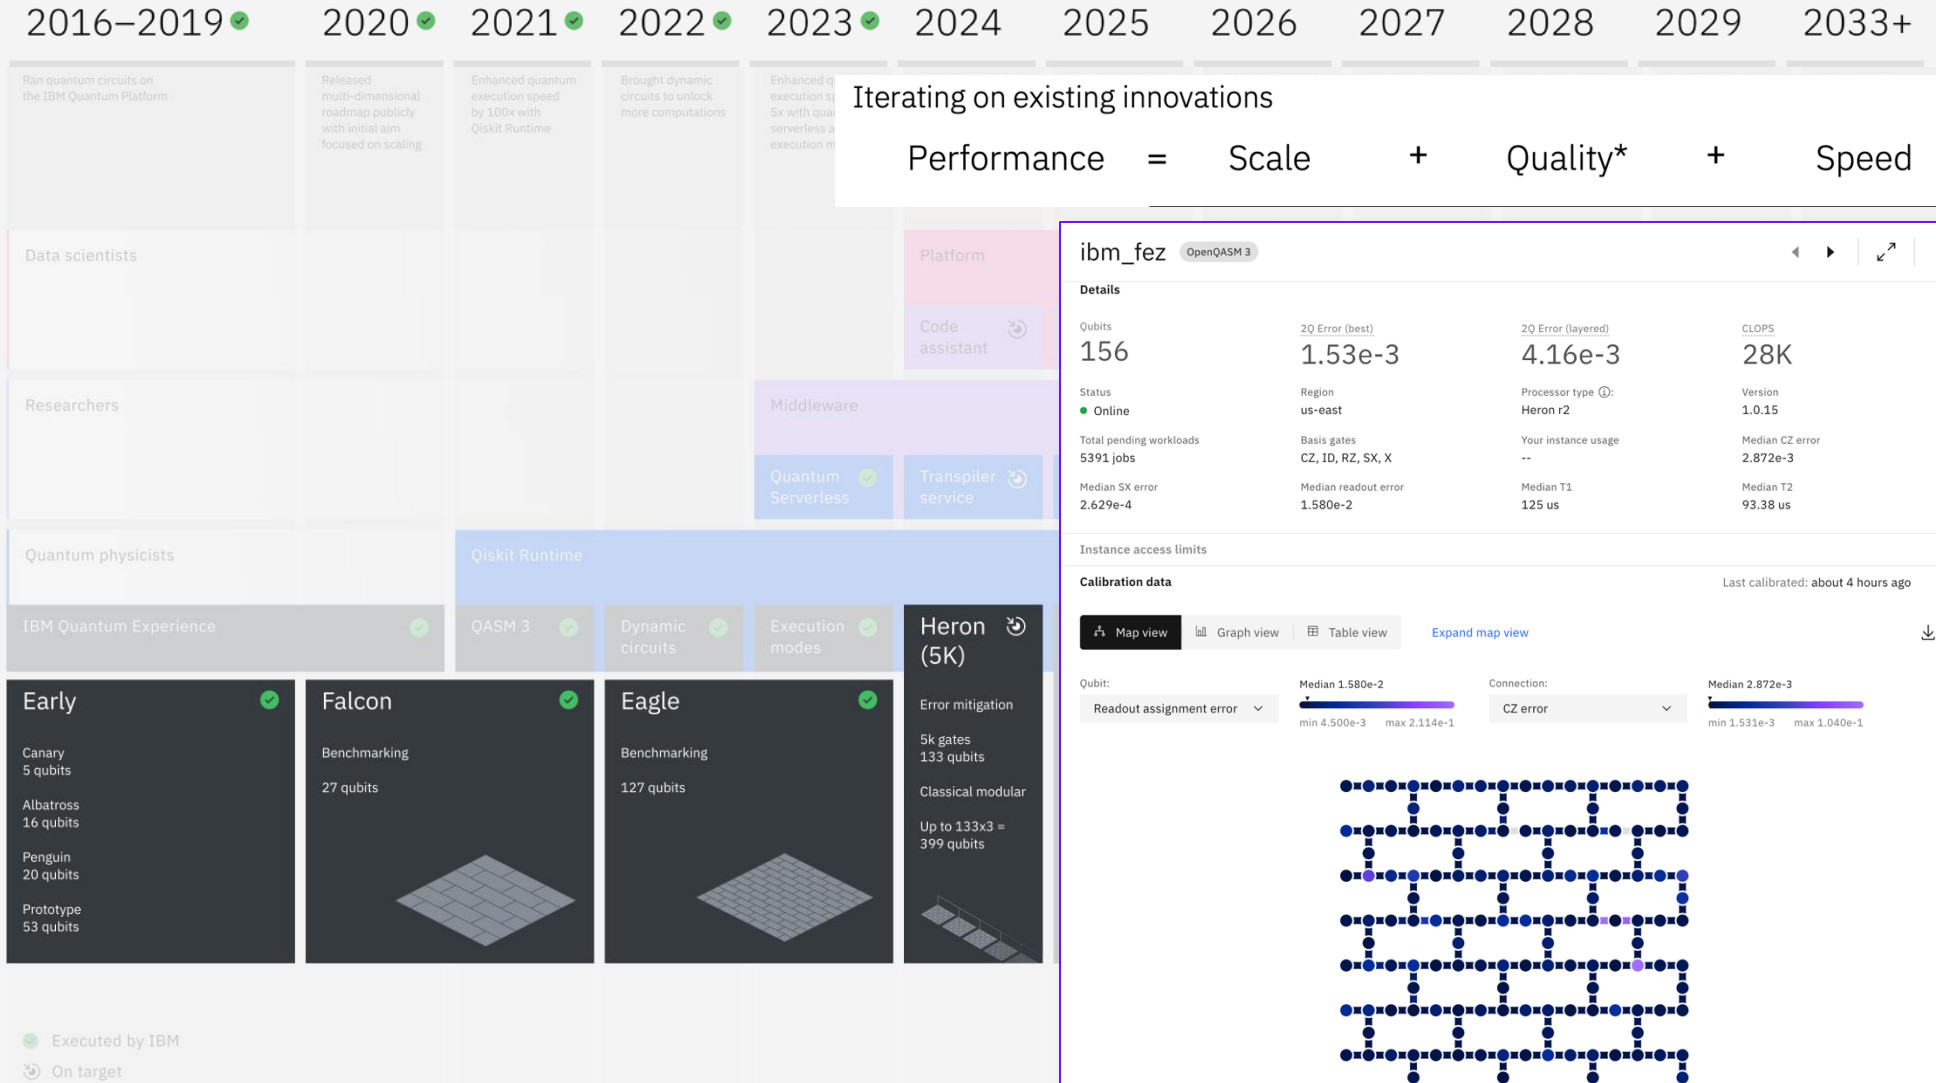 2016–2019
2020
2021
2022
2023
2024
2025
2026
2027
2028
2029
2033+
Ran quantum circuits on
the IBM Quantum Platform
Released
multi-dimensional
roadmap publicly
with initial aim
focused on scaling
Enhanced quantum
execution speed
by 100x with
Qiskit Runtime
Brought dynamic
circuits to unlock
more computations
Enhanced
execution
5x with
serverless
execution
Iterating on existing innovations
Performance = Scale + Quality* + Speed
Data scientists
Platform
Code
assistant
Researchers
Middleware
Quantum
Serverless
Transpiler
service
Quantum physicists
Qiskit Runtime
IBM Quantum Experience
QASM 3
Dynamic
circuits
Execution
modes
Early
Canary
5 qubits
Albatross
16 qubits
Penguin
20 qubits
Prototype
53 qubits
Falcon
Benchmarking
27 qubits
Eagle
Benchmarking
127 qubits
Heron
(5K)
Error mitigation
5k gates
133 qubits
Classical modular
Up to 133x3 =
399 qubits
Executed by IBM
On target
ibm_fez OpenQASM 3
Details
Qubits
156
2Q Error (best)
1.53e-3
2Q Error (layered)
4.16e-3
CLOPS
28K
Status
Online
Region
us-east
Processor type :
Heron r2
Version
1.0.15
Total pending workloads
5391 jobs
Basis gates
CZ, ID, RZ, SX, X
Your instance usage
--
Median CZ error
2.872e-3
Median SX error
2.629e-4
Median readout error
1.580e-2
Median T1
125 us
Median T2
93.38 us
Instance access limits
Calibration data
Last calibrated: about 4 hours ago
Map view
Graph view
Table view
Expand map view
Qubit:
Readout assignment error
Median 1.580e-2
min 4.500e-3 max 2.114e-1
Connection:
CZ error
Median 2.872e-3
min 1.531e-3 max 1.040e-1